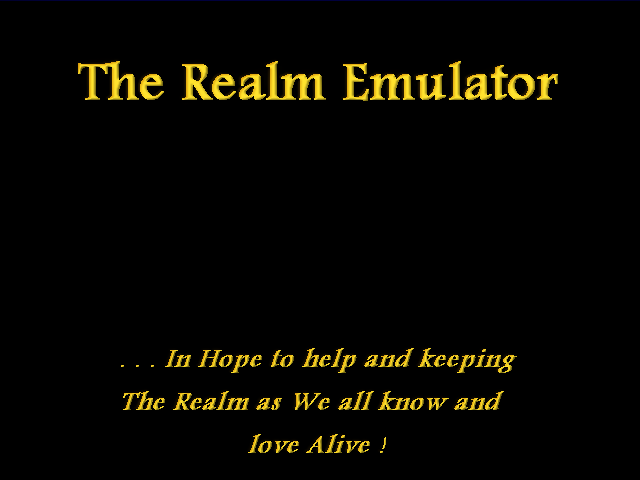 The Realm Emulator
. . . In Hope to help and keeping
The Realm as We all know and
love Alive !